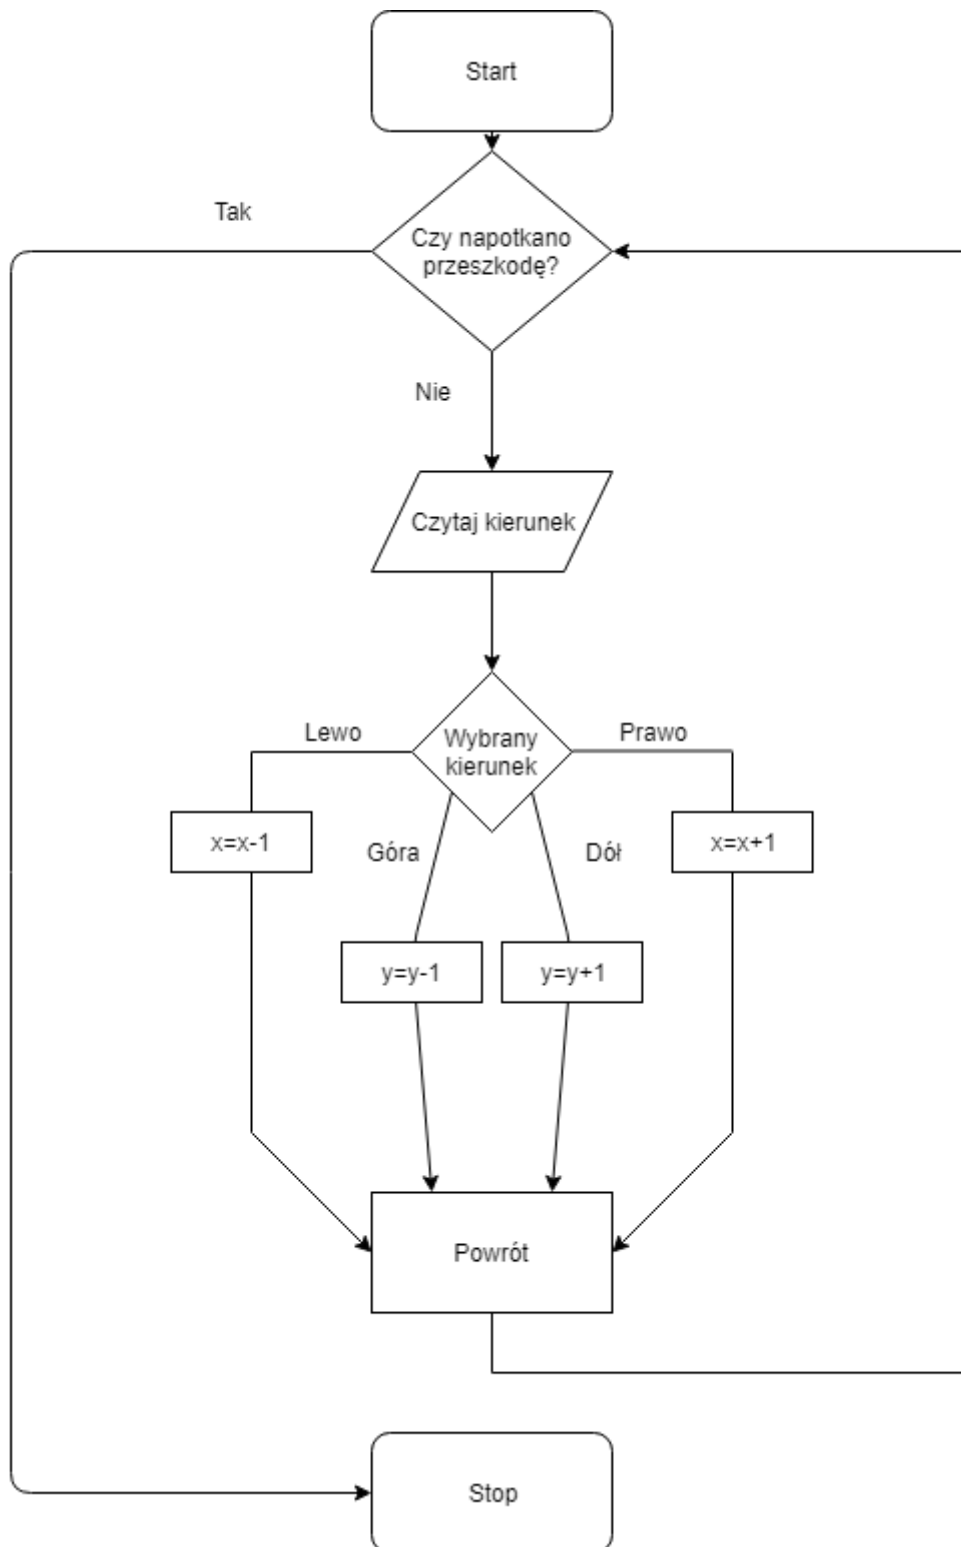 Start
Tak
Czy napotkano
przeszkodę?
Nie
Czytaj kierunek
Lewo
Wybrany
kierunek
Prawo
x=x-1
Góra
Dół
x=x+1
y=y-1
y=y+1
Powrót
Stop